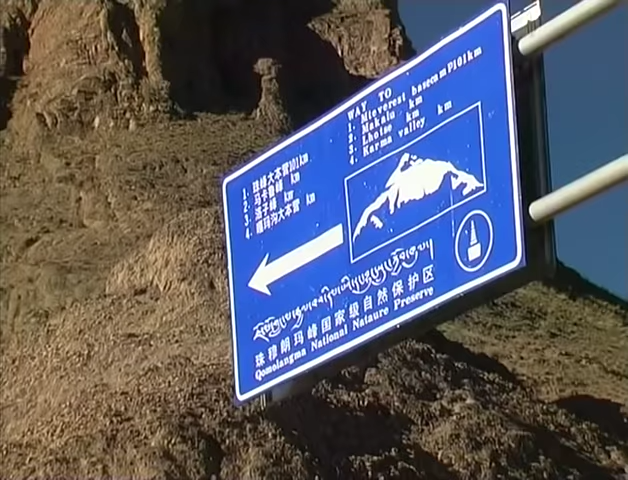 1. 珠峰大本营101km
2. 马卡鲁峰 km
3. 洛子峰 km
4. 嘎玛沟大本营 km
WAY TO
1. Mteverest basecamP101km
2. Makalu km
3. Lhoise km
4. Karma valley km
珠穆朗玛峰国家级自然保护区
Qomolangma National Nataure Preserve